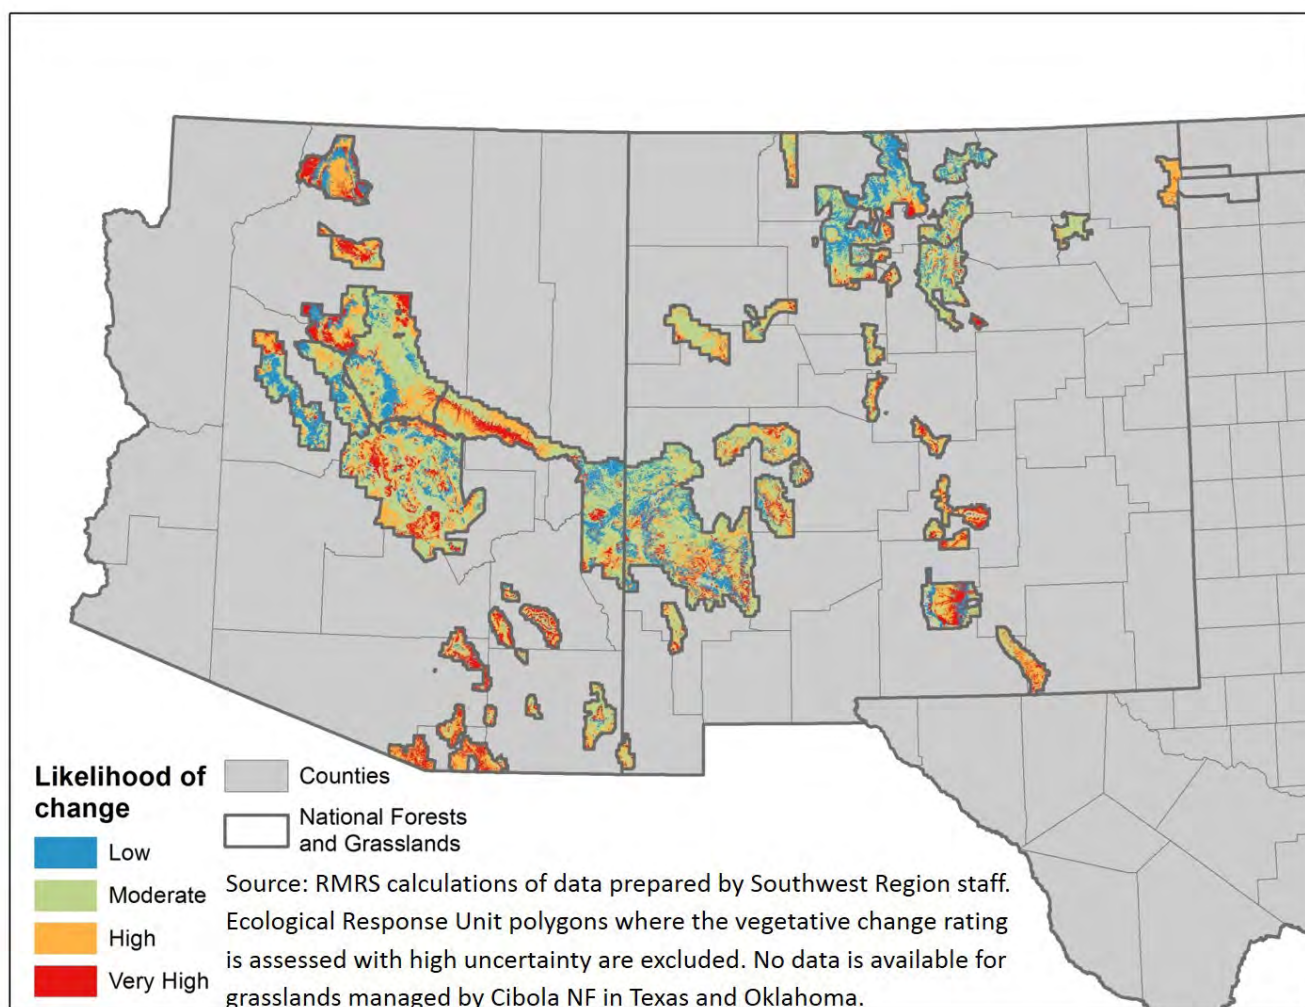 Likelihood of
change
Low
Moderate
High
Very High
Counties
National Forests
and Grasslands
Source: RMRS calculations of data prepared by Southwest Region staff.
Ecological Response Unit polygons where the vegetative change rating
is assessed with high uncertainty are excluded. No data is available for
grasslands managed by Cibola NF in Texas and Oklahoma.